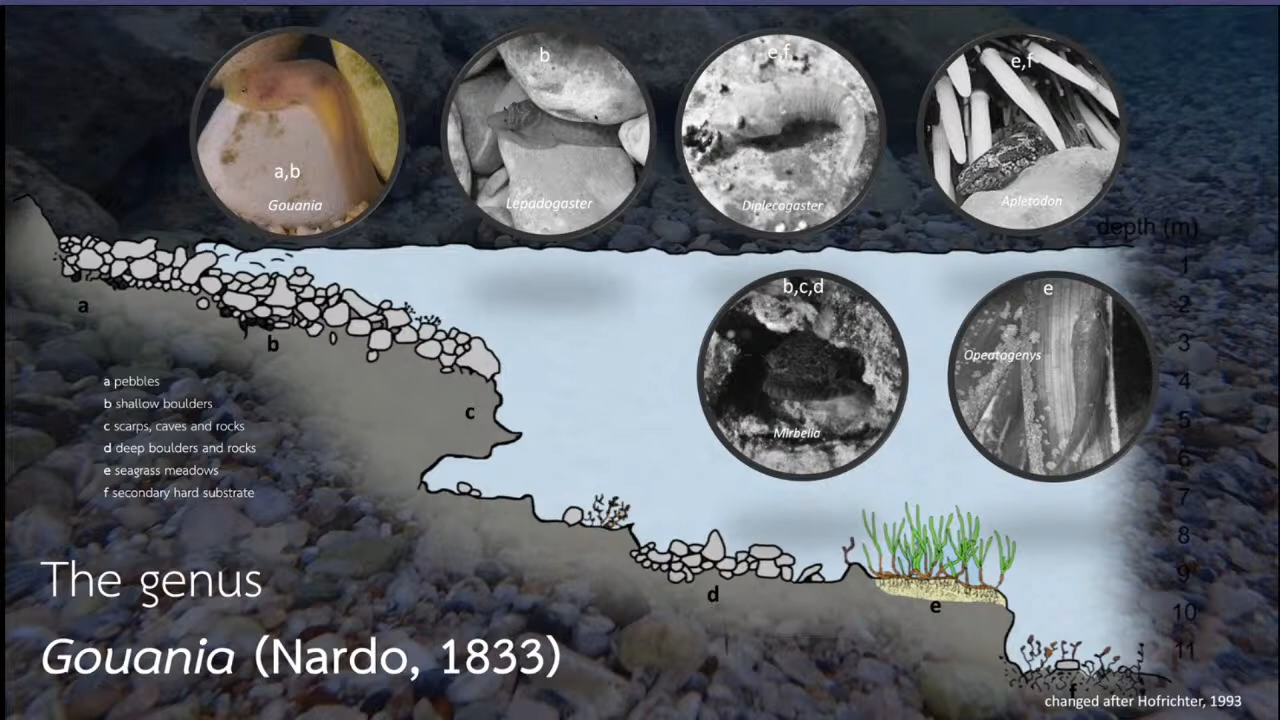 a,b
Gouania
b
Lepadogaster
e,f
Diplecogaster
e,f
Apletodon
depth (m)
b,c,d
Mirbelia
e
Opeatogenys
1
2
3
4
5
6
7
8
9
10
11
a
b
c
d
e
f
a pebbles
b shallow boulders
c scarps, caves and rocks
d deep boulders and rocks
e seagrass meadows
f secondary hard substrate
The genus
Gouania (Nardo, 1833)
changed after Hofrichter, 1993